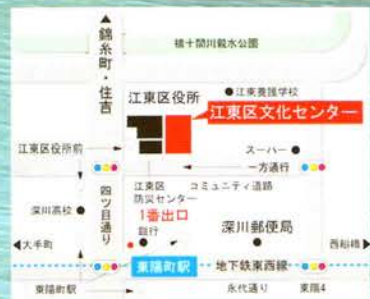 ▲錦糸町・住吉
横十間川親水公園
江東区役所
●江東養護学校
江東区文化センター
江東区役所前
スーパー●
一方通行
四ツ目通り
江東区
防災センター
コミュニティ道路
深川高校●
1番出口
銀行
深川郵便局
◀大手町
西船橋▶
東陽町駅
地下鉄東西線
東陽町駅
永代通り
東陽4